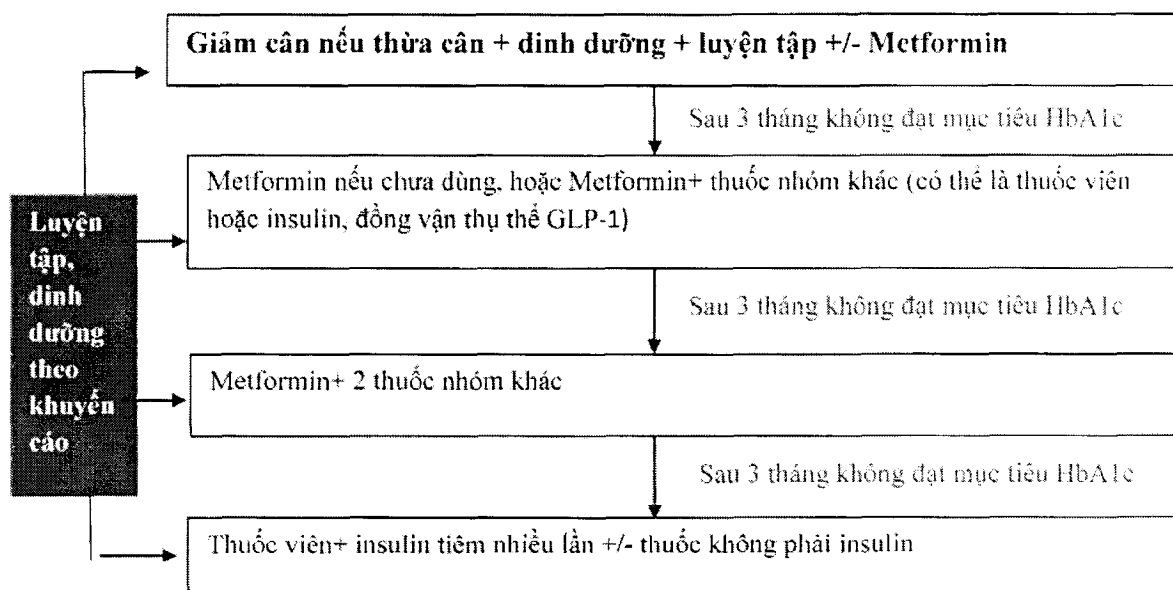 Giảm cân nếu thừa cân + dinh dưỡng + luyện tập +/- Metformin
Sau 3 tháng không đạt mục tiêu HbA1c
Metformin nếu chưa dùng, hoặc Metformin+ thuốc nhóm khác (có thể là thuốc viên
hoặc insulin, đồng vận thụ thể GLP-1)
Sau 3 tháng không đạt mục tiêu HbA1c
Metformin+ 2 thuốc nhóm khác
Sau 3 tháng không đạt mục tiêu HbA1c
Thuốc viên+ insulin tiêm nhiều lần +/- thuốc không phải insulin
Luyện
tập,
dinh
dưỡng
theo
khuyến
cáo